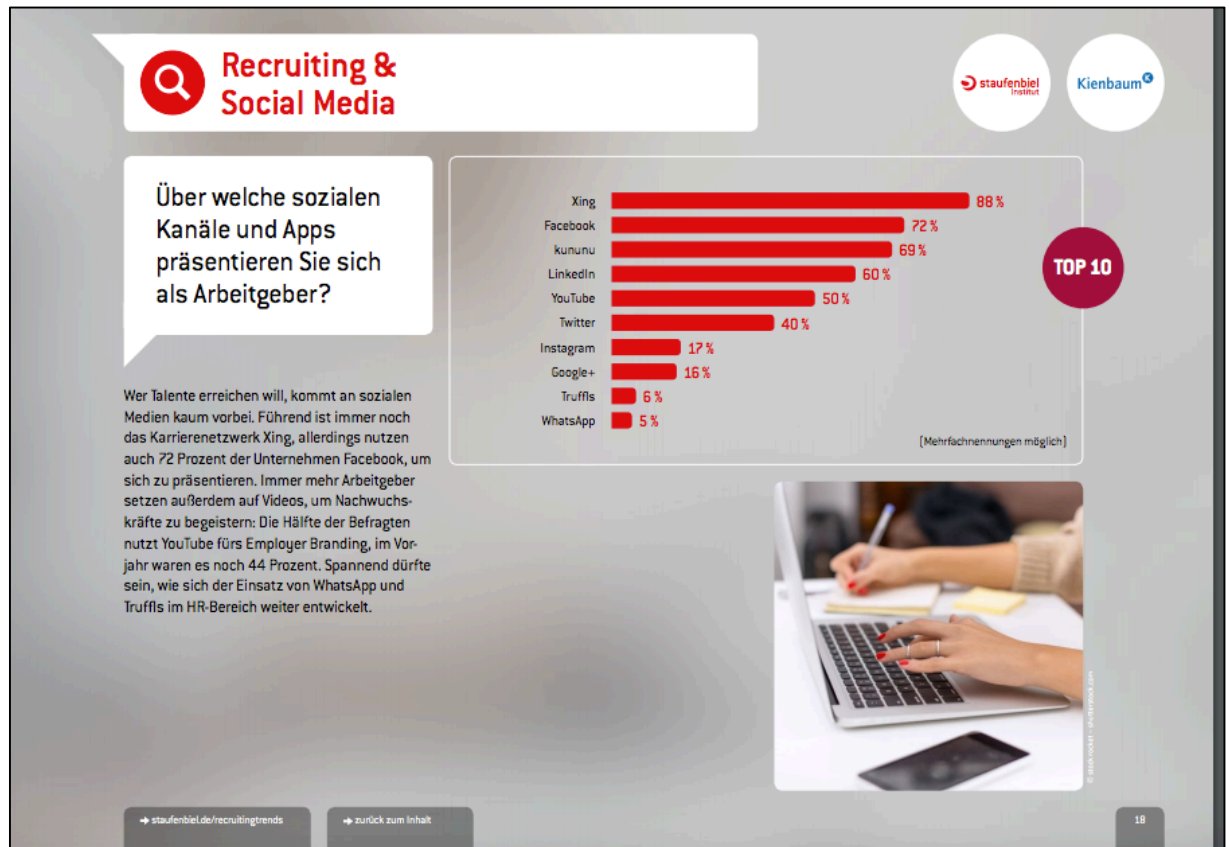 Recruiting &
Social Media
staufenbiel
Institut
Kienbaum
Über welche sozialen
Kanäle und Apps
präsentieren Sie sich
als Arbeitgeber?
Xing 88 %
Facebook 72 %
kununu 69 %
LinkedIn 60 %
YouTube 50 %
Twitter 40 %
Instagram 17 %
Google+ 16 %
Truffls 6 %
WhatsApp 5 %
TOP 10
(Mehrfachnennungen möglich)
Wer Talente erreichen will, kommt an sozialen
Medien kaum vorbei. Führend ist immer noch
das Karrierenetzwerk Xing, allerdings nutzen
auch 72 Prozent der Unternehmen Facebook, um
sich zu präsentieren. Immer mehr Arbeitgeber
setzen außerdem auf Videos, um Nachwuchs-
kräfte zu begeistern: Die Hälfte der Befragten
nutzt YouTube fürs Employer Branding, im Vor-
jahr waren es noch 44 Prozent. Spannend dürfte
sein, wie sich der Einsatz von WhatsApp und
Truffls im HR-Bereich weiter entwickelt.
© stock rocket – shutterstock.com
→ staufenbiel.de/recruitingtrends
→ zurück zum Inhalt
18